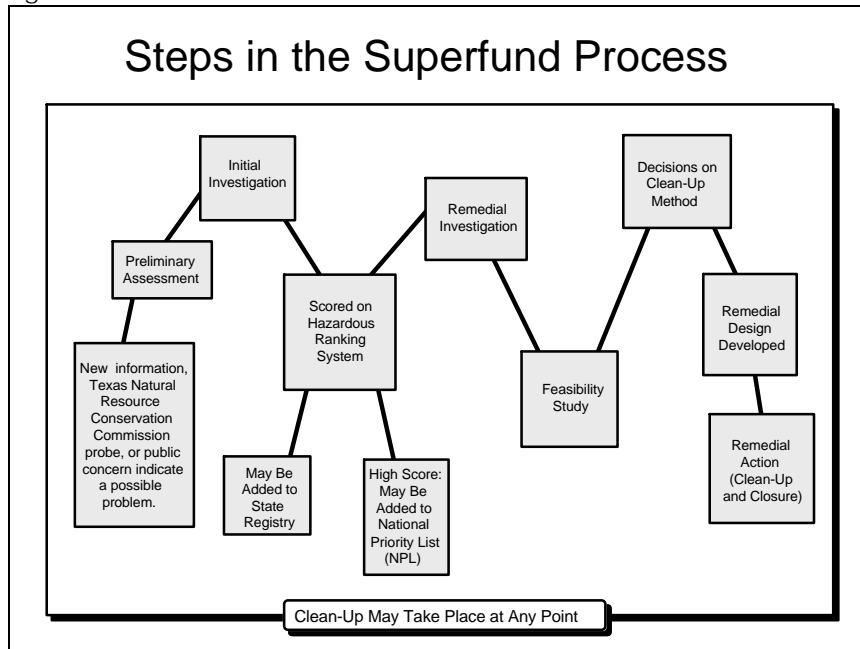 Steps in the Superfund Process
Initial
Investigation
Preliminary
Assessment
New information,
Texas Natural
Resource
Conservation
Commission
probe, or public
concern indicate
a possible
problem.
Scored on
Hazardous
Ranking
System
May Be
Added to
State
Registry
High Score:
May Be
Added to
National
Priority List
(NPL)
Remedial
Investigation
Feasibility
Study
Decisions on
Clean-Up
Method
Remedial
Design
Developed
Remedial
Action
(Clean-Up
and Closure)
Clean-Up May Take Place at Any Point